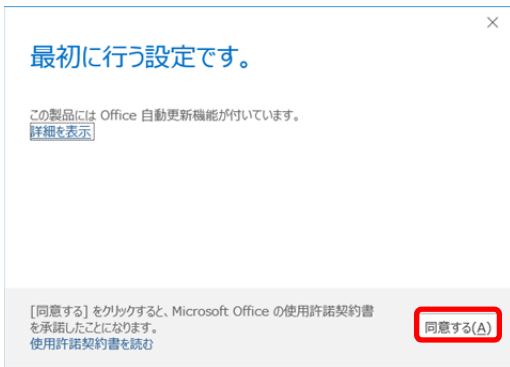 最初に行う設定です。
この製品には Office 自動更新機能が付いています。
詳細を表示
[同意する] をクリックすると、Microsoft Office の使用許諾契約書
を承諾したことになります。
使用許諾契約書を読む
同意する(A)